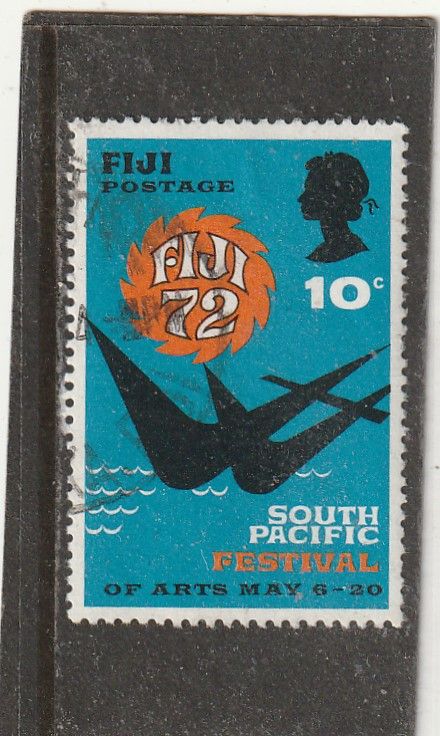 FIJI
POSTAGE
FIJI
72
10c
SOUTH
PACIFIC
FESTIVAL
OF ARTS MAY 6-20